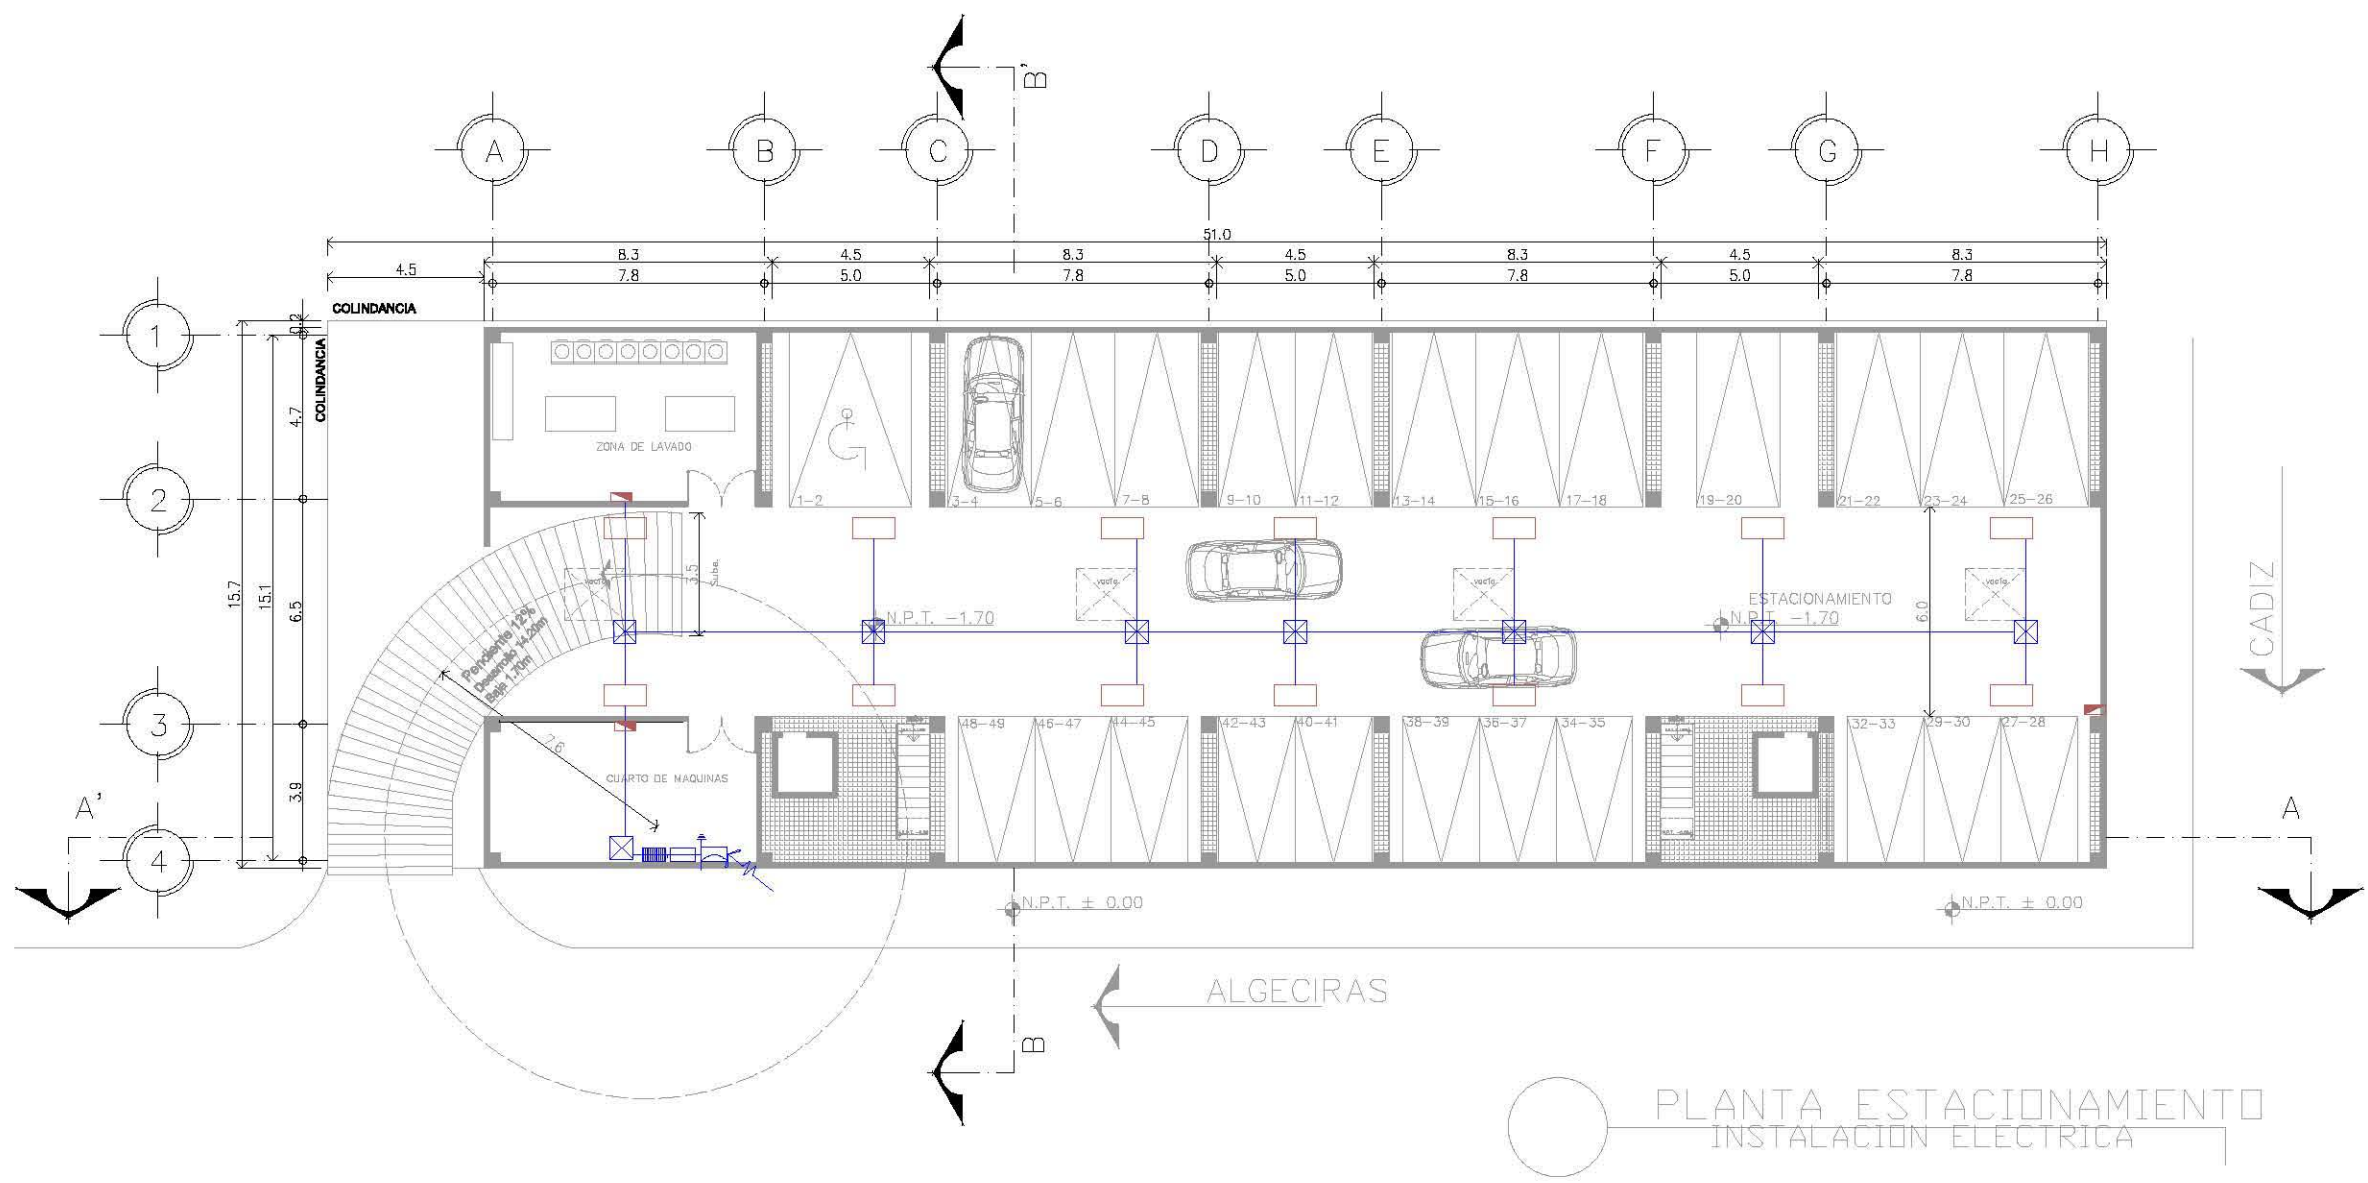 B'
A
B
C
D
E
F
G
H
51.0
8.3
4.5
8.3
4.5
8.3
4.5
8.3
4.5
7.8
5.0
7.8
5.0
7.8
5.0
7.8
COLINDANCIA
COLINDANCIA
1
2
3
4
0.2
4.7
6.5
3.9
15.7
15.1
ZONA DE LAVADO
1-2
3-4
5-6
7-8
9-10
11-12
13-14
15-16
17-18
19-20
21-22
23-24
25-26
3.5
Sube.
vacio
vacio
vacio
vacio
N.P.T. -1.70
ESTACIONAMIENTO
N.P.T. -1.70
6.0
Pendiente 12%
Desarrollo 14.20m
Baja 1.70m
7.6
CUARTO DE MAQUINAS
48-49
46-47
44-45
42-43
40-41
38-39
36-37
34-35
32-33
29-30
27-28
CADIZ
A'
A
N.P.T. ± 0.00
N.P.T. ± 0.00
ALGECIRAS
B
PLANTA ESTACIONAMIENTO
INSTALACION ELECTRICA